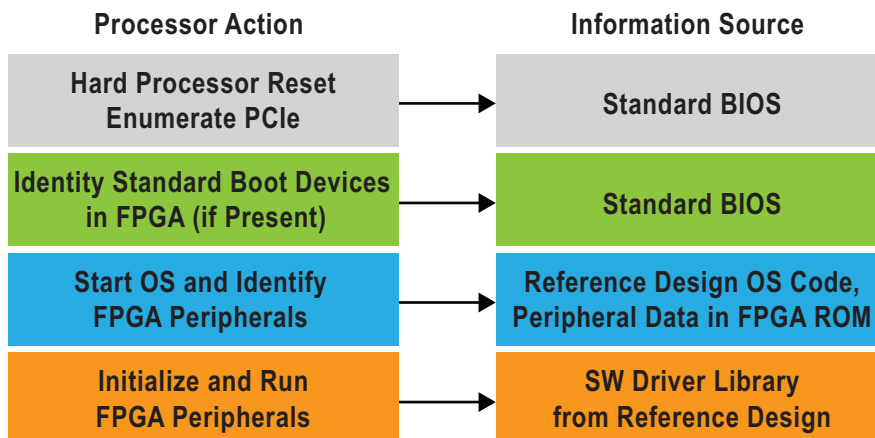 Processor Action
Information Source
Hard Processor Reset
Enumerate PCIe
Standard BIOS
Identity Standard Boot Devices
in FPGA (if Present)
Standard BIOS
Start OS and Identify
FPGA Peripherals
Reference Design OS Code,
Peripheral Data in FPGA ROM
Initialize and Run
FPGA Peripherals
SW Driver Library
from Reference Design